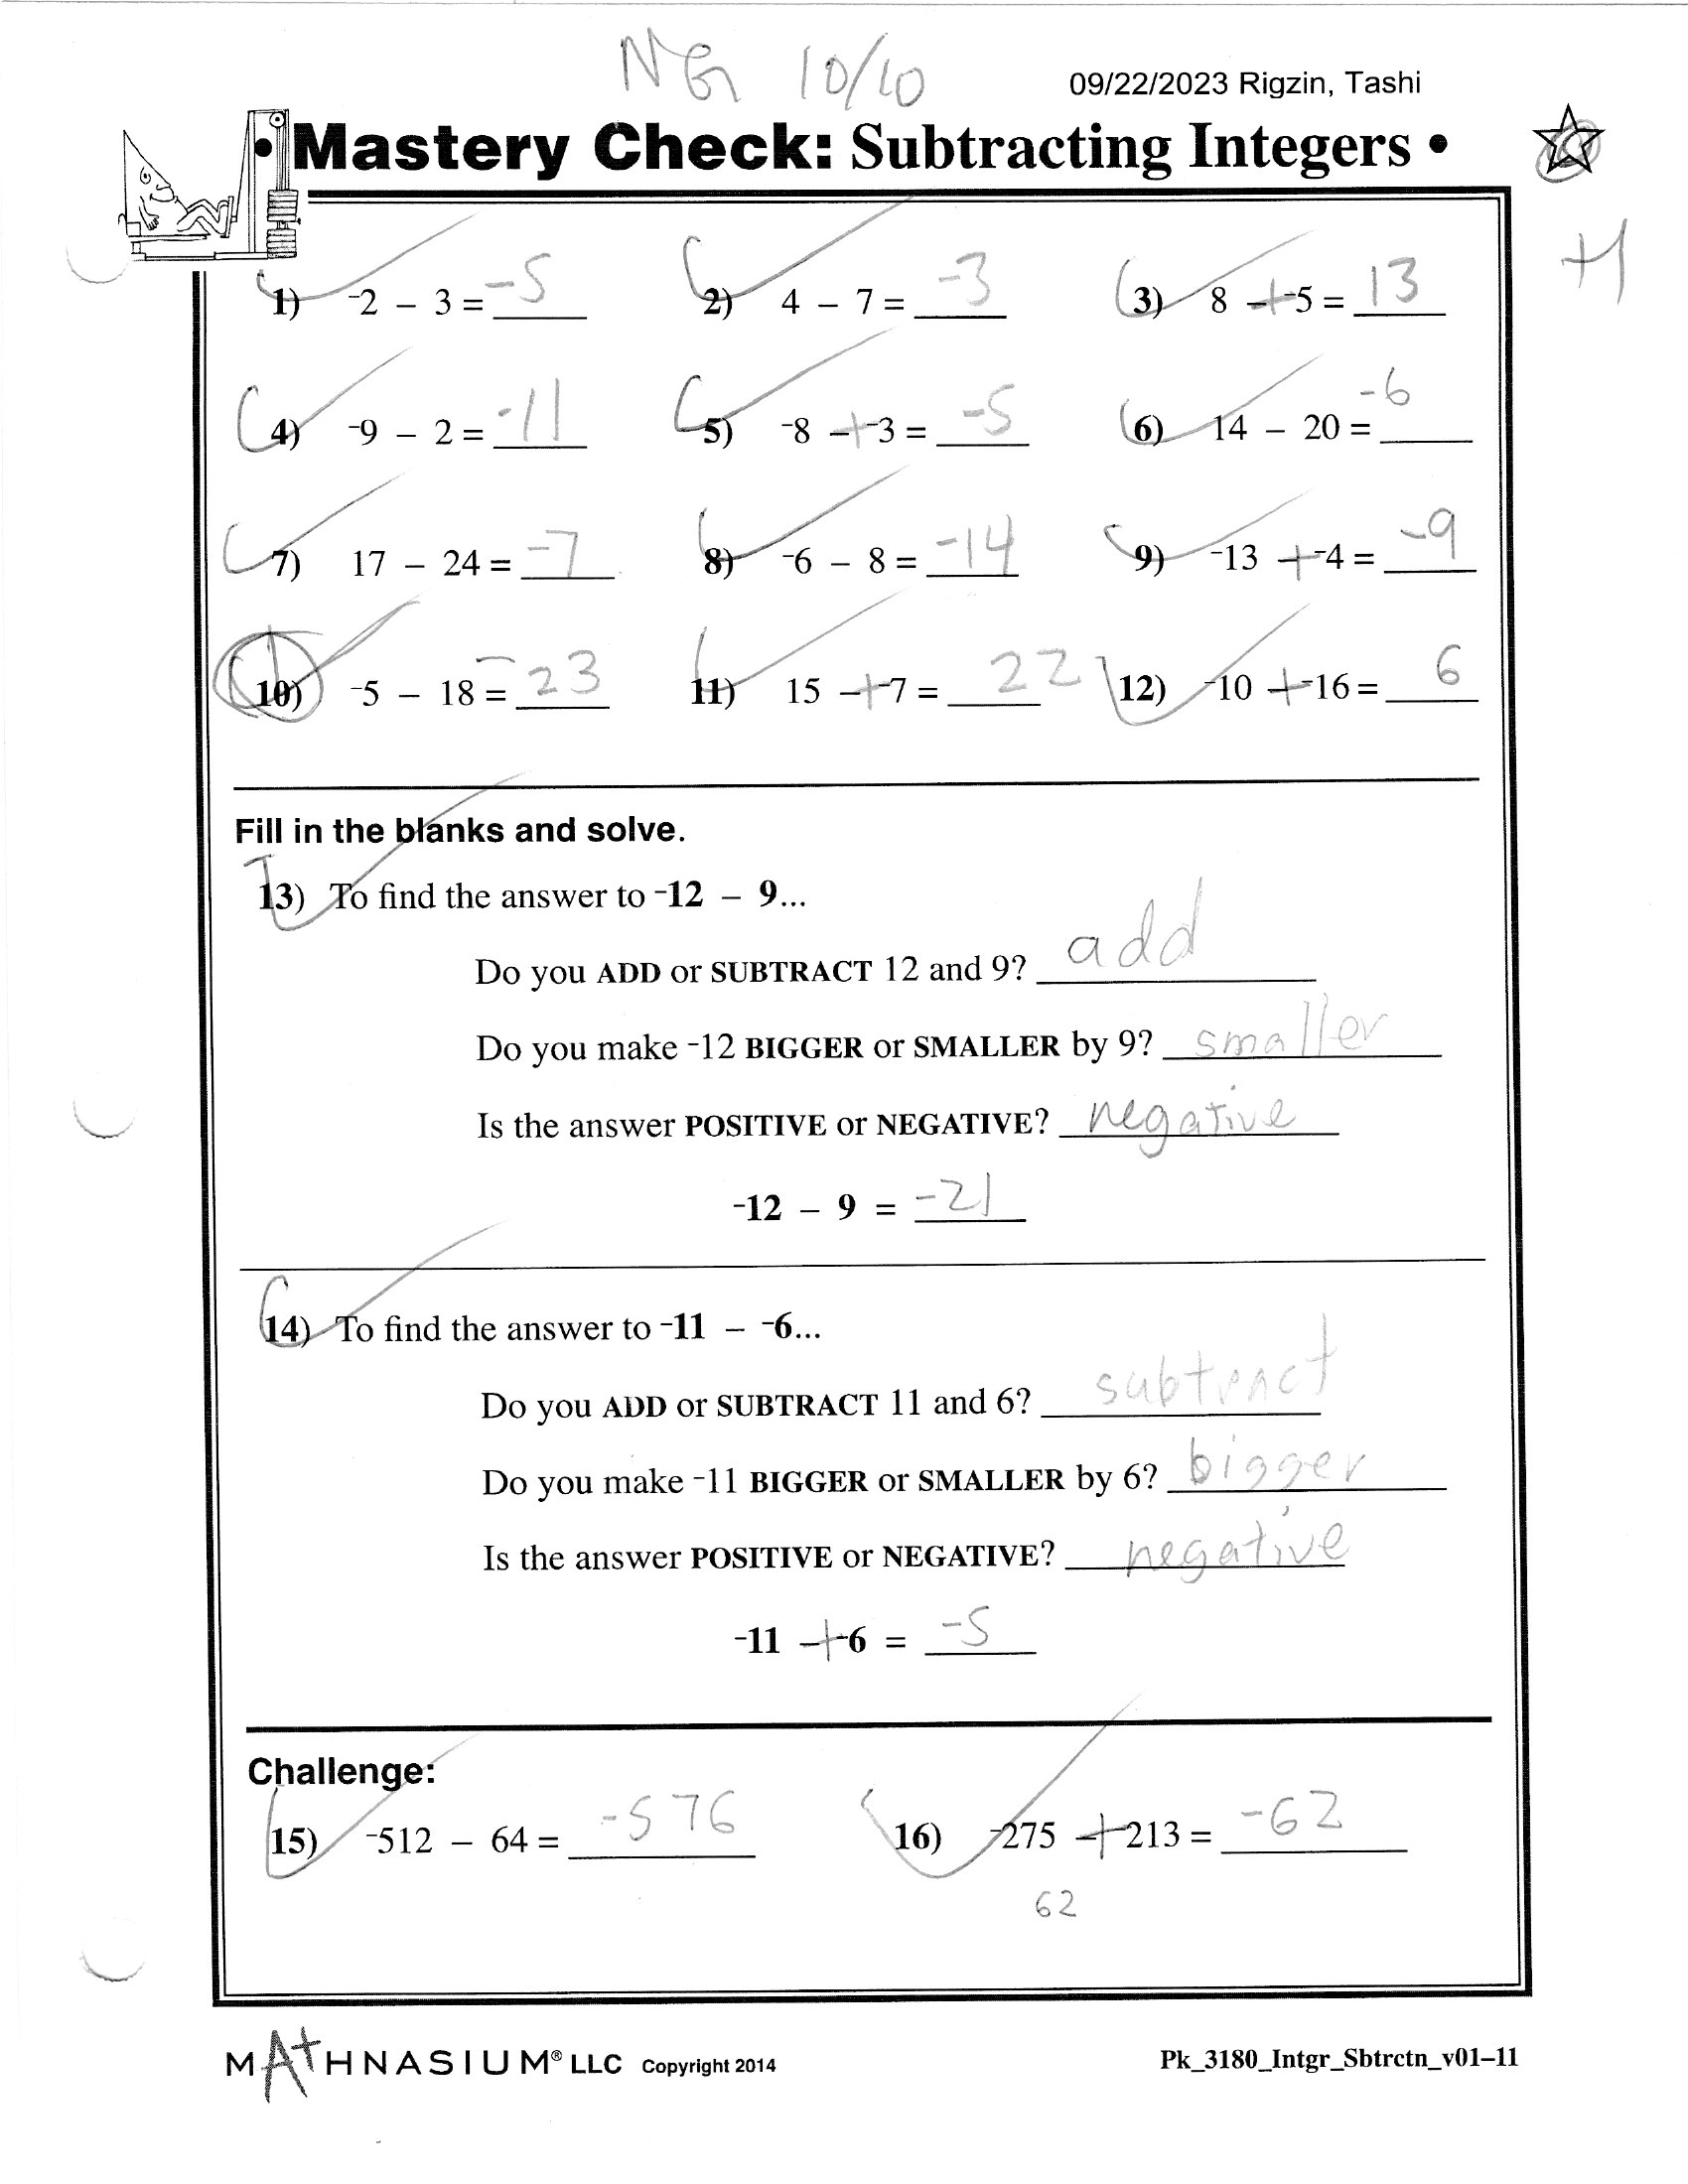 NG 10/10
09/22/2023 Rigzin, Tashi
• Mastery Check: Subtracting Integers •
+1
1) ⁻2 – 3 = -5 2) 4 – 7 = -3 3) 8 – + ⁻5 = 13
4) ⁻9 – 2 = -11 5) ⁻8 – + ⁻3 = -5 6) 14 – 20 = -6
7) 17 – 24 = -7 8) ⁻6 – 8 = -14 9) ⁻13 – + ⁻4 = -9
10) ⁻5 – 18 = -23 11) 15 – + ⁻7 = 22 12) ⁻10 – + ⁻16 = 6
Fill in the blanks and solve.
13) To find the answer to ⁻12 – 9...
Do you ADD or SUBTRACT 12 and 9? add
Do you make ⁻12 BIGGER or SMALLER by 9? smaller
Is the answer POSITIVE or NEGATIVE? negative
⁻12 – 9 = -21
14) To find the answer to ⁻11 – ⁻6...
Do you ADD or SUBTRACT 11 and 6? subtract
Do you make ⁻11 BIGGER or SMALLER by 6? bigger
Is the answer POSITIVE or NEGATIVE? negative
⁻11 – + ⁻6 = -5
Challenge:
15) ⁻512 – 64 = -576 16) ⁻275 – + ⁻213 = -62
62
MATHNASIUM® LLC Copyright 2014
Pk_3180_Intgr_Sbtrctn_v01–11